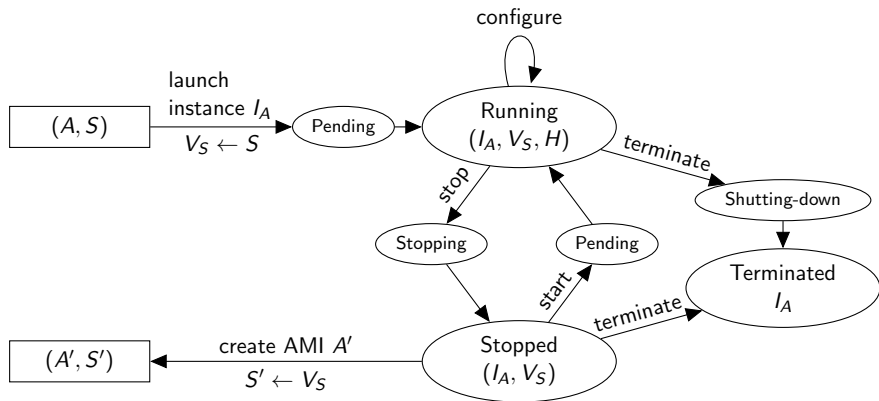 configure
launch
instance I_A
(A, S)
V_S ← S
Pending
Running
(I_A, V_S, H)
terminate
stop
Shutting-down
Stopping
Pending
Terminated
I_A
start
terminate
(A′, S′)
create AMI A′
S′ ← V_S
Stopped
(I_A, V_S)